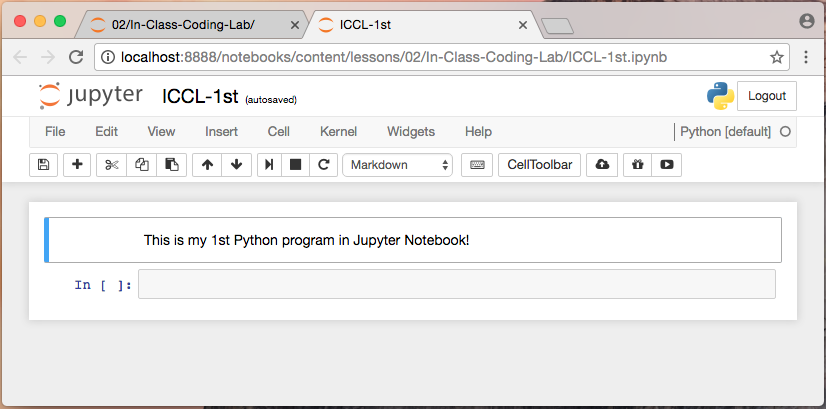 02/In-Class-Coding-Lab/ ICCL-1st
localhost:8888/notebooks/content/lessons/02/In-Class-Coding-Lab/ICCL-1st.ipynb
jupyter ICCL-1st (autosaved) Logout
File Edit View Insert Cell Kernel Widgets Help Python [default]
Markdown CellToolbar
This is my 1st Python program in Jupyter Notebook!
In [ ]: